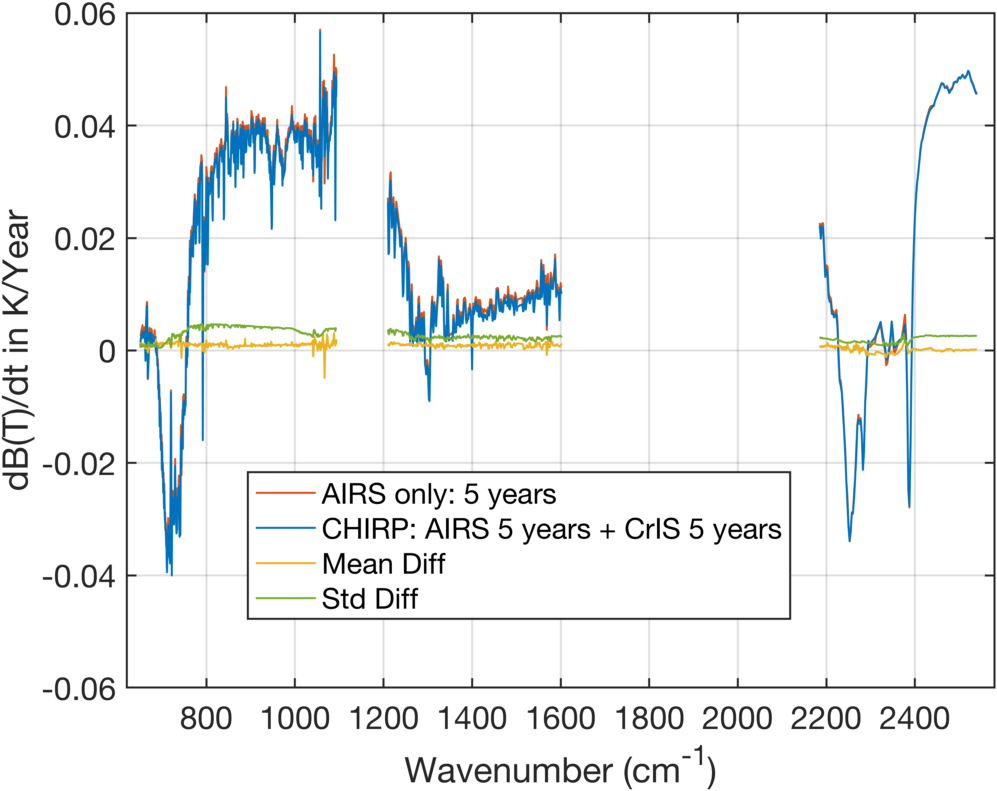 0.06
0.04
0.02
0
-0.02
-0.04
-0.06
dB(T)/dt in K/Year
AIRS only: 5 years
CHIRP: AIRS 5 years + CrIS 5 years
Mean Diff
Std Diff
800 1000 1200 1400 1600 1800 2000 2200 2400
Wavenumber (cm⁻¹)